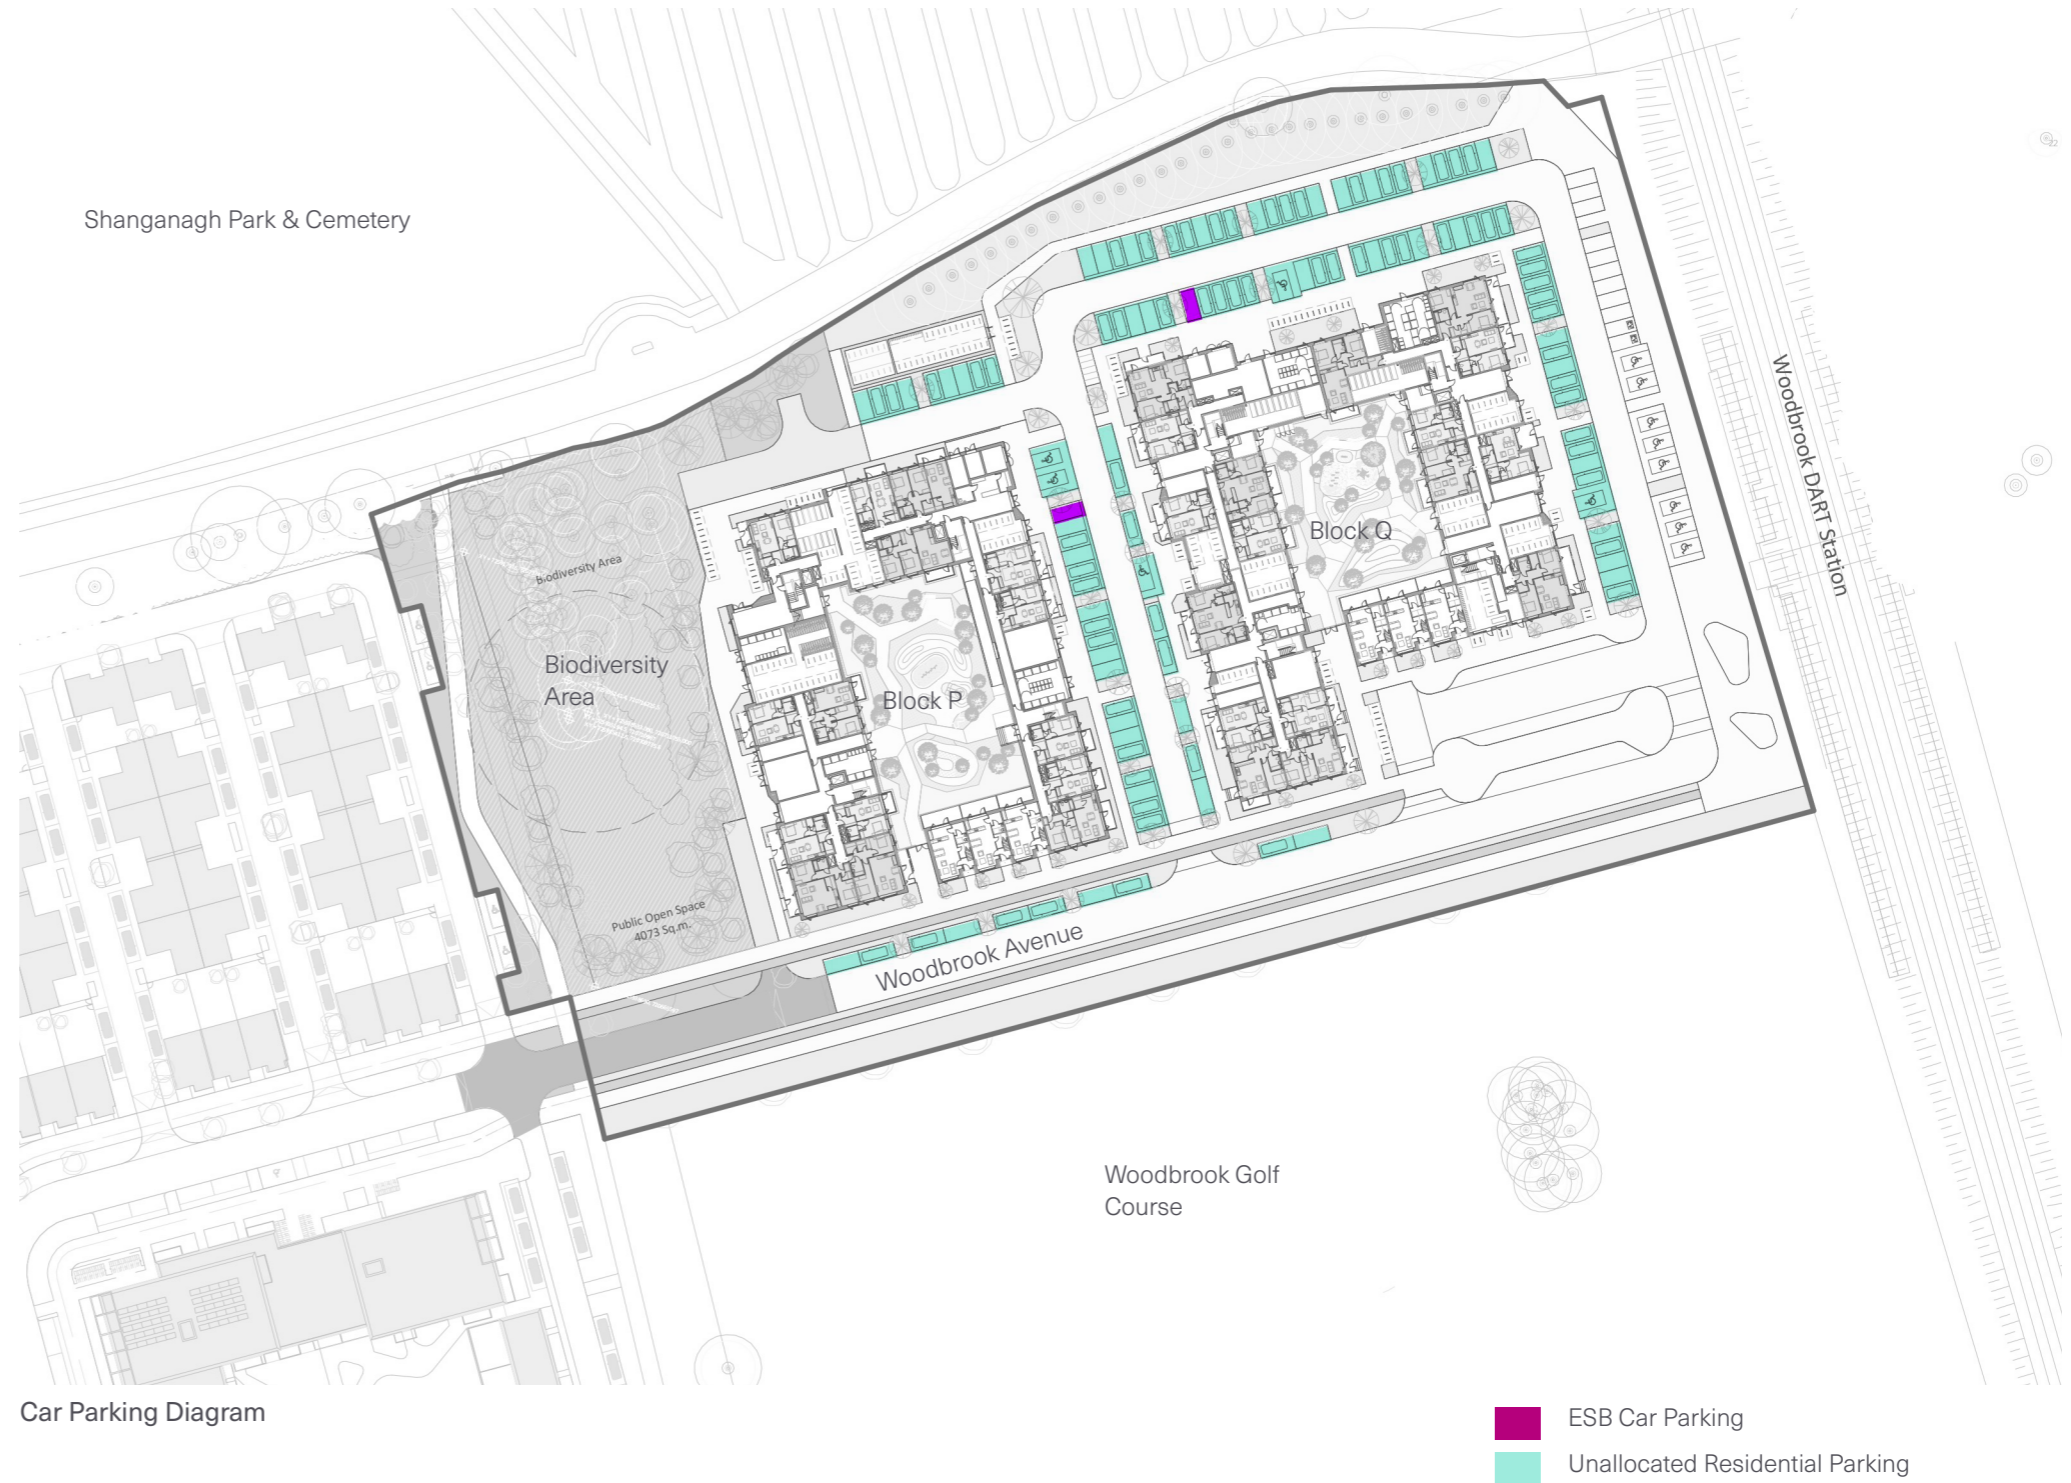 Shanganagh Park & Cemetery
Woodbrook DART Station
Block Q
Biodiversity Area
Biodiversity
Area
Block P
Public Open Space
4073 Sq.m.
Woodbrook Avenue
Woodbrook Golf
Course
Car Parking Diagram
ESB Car Parking
Unallocated Residential Parking